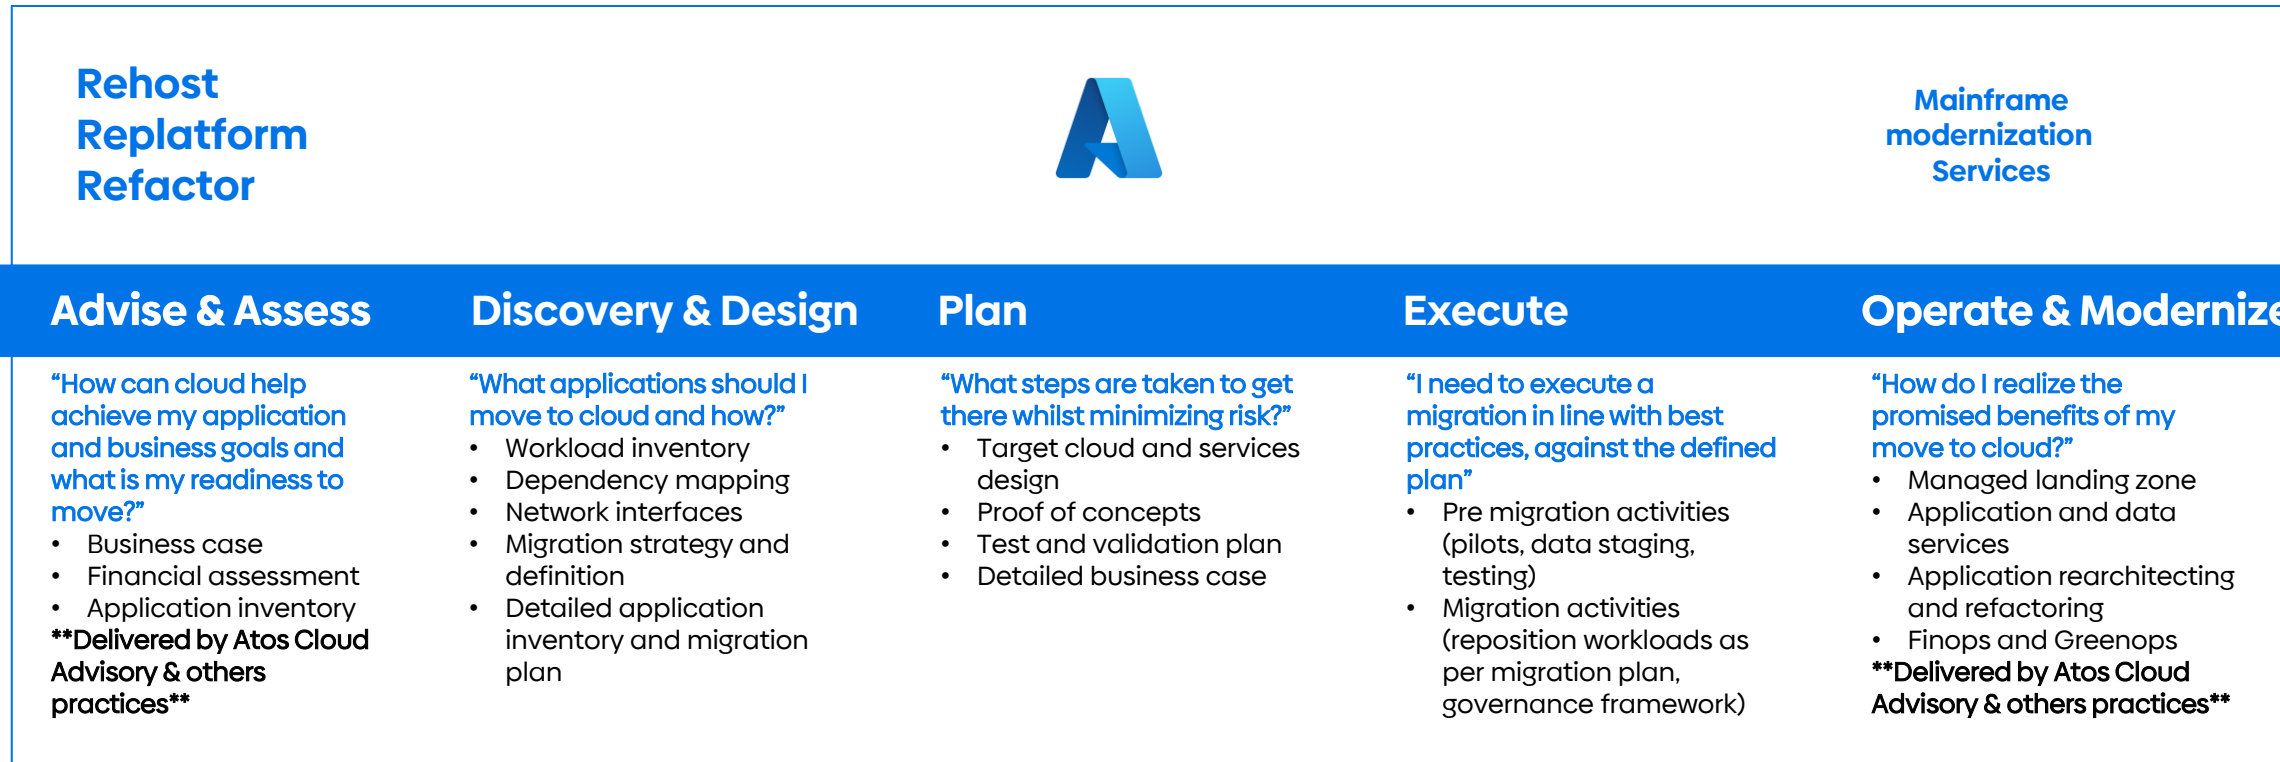 Rehost
Replatform
Refactor
Mainframe
modernization
Services
Advise & Assess
Discovery & Design
Plan
Execute
Operate & Modernize
“How can cloud help
achieve my application
and business goals and
what is my readiness to
move?”
• Business case
• Financial assessment
• Application inventory
**Delivered by Atos Cloud
Advisory & others
practices**
“What applications should I
move to cloud and how?”
• Workload inventory
• Dependency mapping
• Network interfaces
• Migration strategy and
definition
• Detailed application
inventory and migration
plan
“What steps are taken to get
there whilst minimizing risk?”
• Target cloud and services
design
• Proof of concepts
• Test and validation plan
• Detailed business case
“I need to execute a
migration in line with best
practices, against the defined
plan”
• Pre migration activities
(pilots, data staging,
testing)
• Migration activities
(reposition workloads as
per migration plan,
governance framework)
“How do I realize the
promised benefits of my
move to cloud?”
• Managed landing zone
• Application and data
services
• Application rearchitecting
and refactoring
• Finops and Greenops
**Delivered by Atos Cloud
Advisory & others practices**